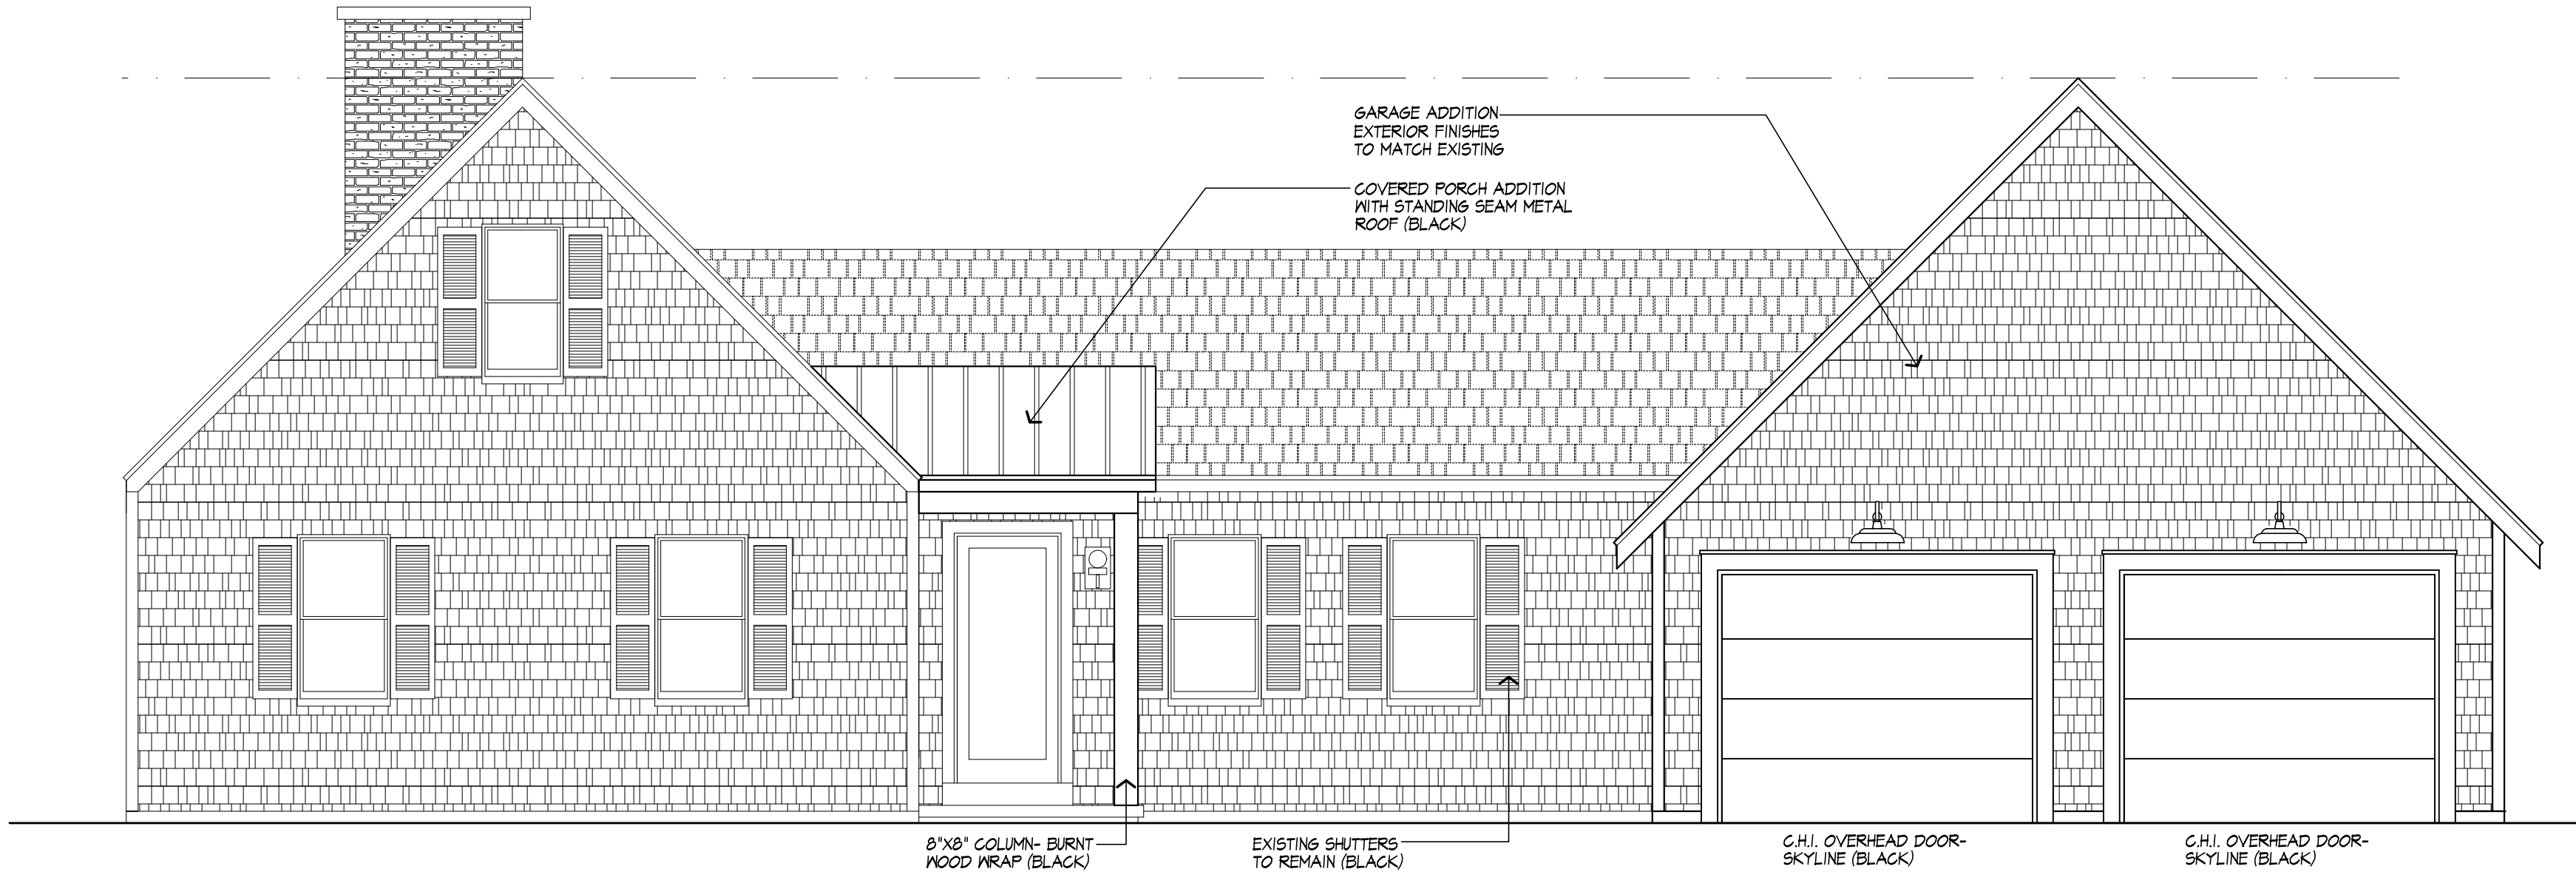 GARAGE ADDITION
EXTERIOR FINISHES
TO MATCH EXISTING
COVERED PORCH ADDITION
WITH STANDING SEAM METAL
ROOF (BLACK)
8"X8" COLUMN- BURNT
WOOD WRAP (BLACK)
EXISTING SHUTTERS
TO REMAIN (BLACK)
C.H.I. OVERHEAD DOOR-
SKYLINE (BLACK)
C.H.I. OVERHEAD DOOR-
SKYLINE (BLACK)